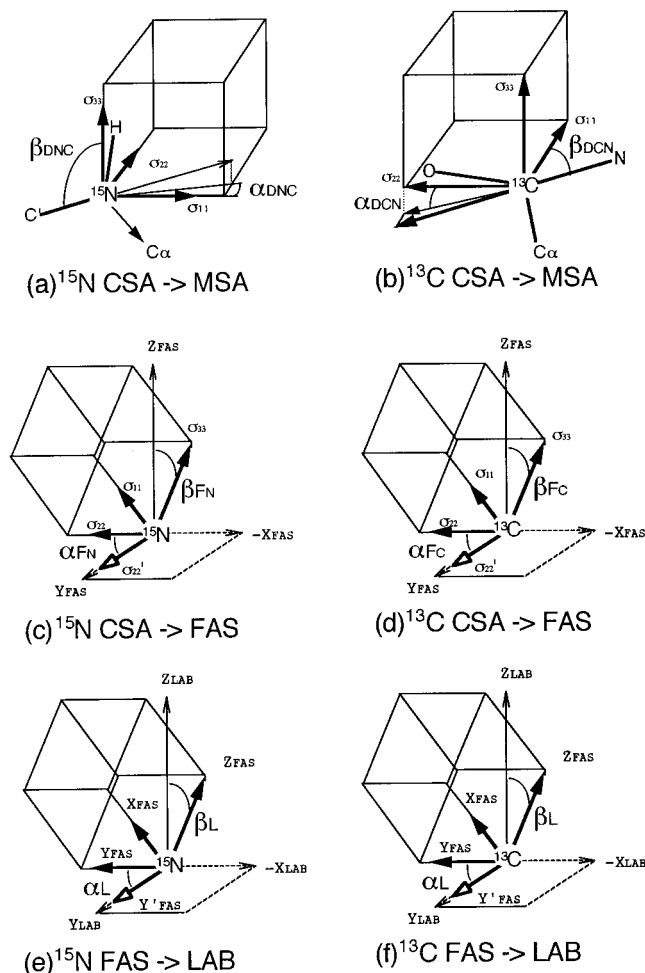 σ33
H
βDNC
σ22
15N
αDNC
σ11
C'
Cα
(a)15N CSA -> MSA
σ33
σ11
βDCN
N
O
σ22
13C
αDCN
Cα
(b)13C CSA -> MSA
ZFAS
σ33
σ11
βFN
σ22
15N
-XFAS
αFN
σ22'
YFAS
(c)15N CSA -> FAS
ZFAS
σ33
σ11
βFC
σ22
13C
-XFAS
αFC
σ22'
YFAS
(d)13C CSA -> FAS
ZLAB
ZFAS
XFAS
βL
YFAS
15N
-XLAB
αL
Y'FAS
YLAB
(e)15N FAS -> LAB
ZLAB
ZFAS
XFAS
βL
YFAS
13C
-XLAB
αL
Y'FAS
YLAB
(f)13C FAS -> LAB